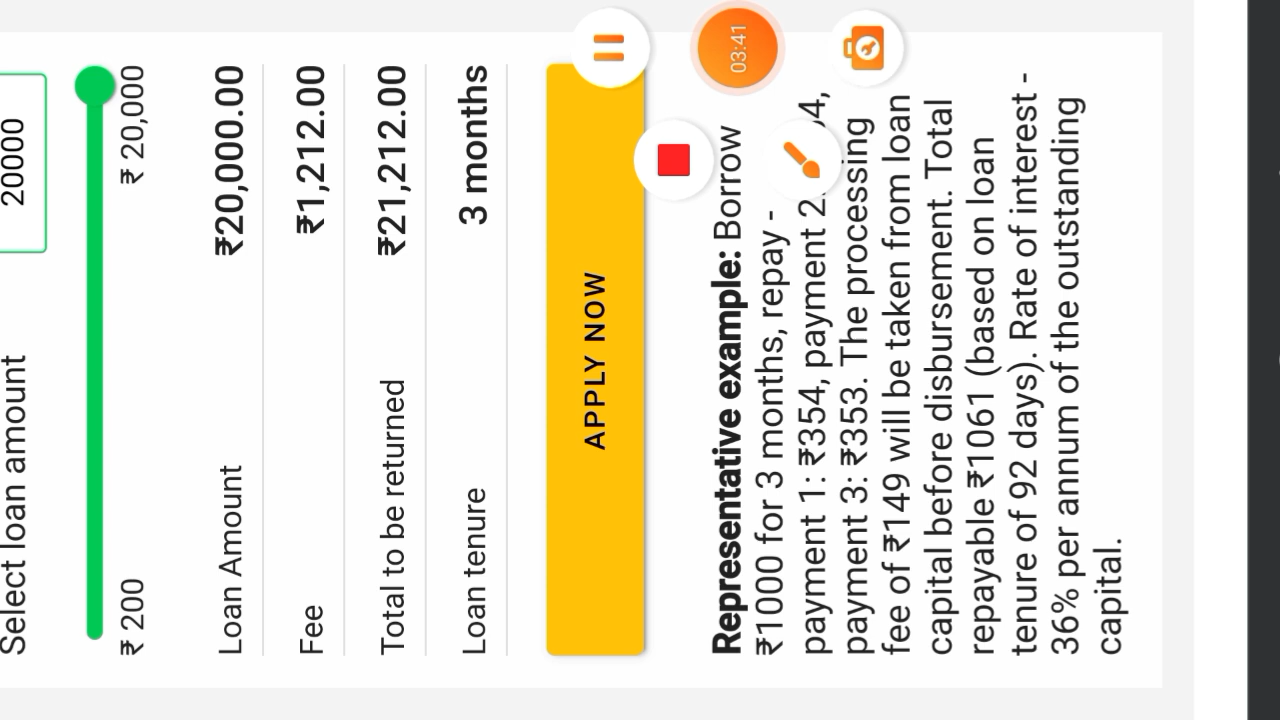 Select loan amount
20000
₹ 200
₹ 20,000
Loan Amount ₹20,000.00
Fee ₹1,212.00
Total to be returned ₹21,212.00
Loan tenure 3 months
APPLY NOW
03:41
Representative example: Borrow
₹1000 for 3 months, repay -
payment 1: ₹354, payment
payment 3: ₹353. The processing
fee of ₹149 will be taken from loan
capital before disbursement. Total
repayable ₹1061 (based on loan
tenure of 92 days). Rate of interest -
36% per annum of the outstanding
capital.